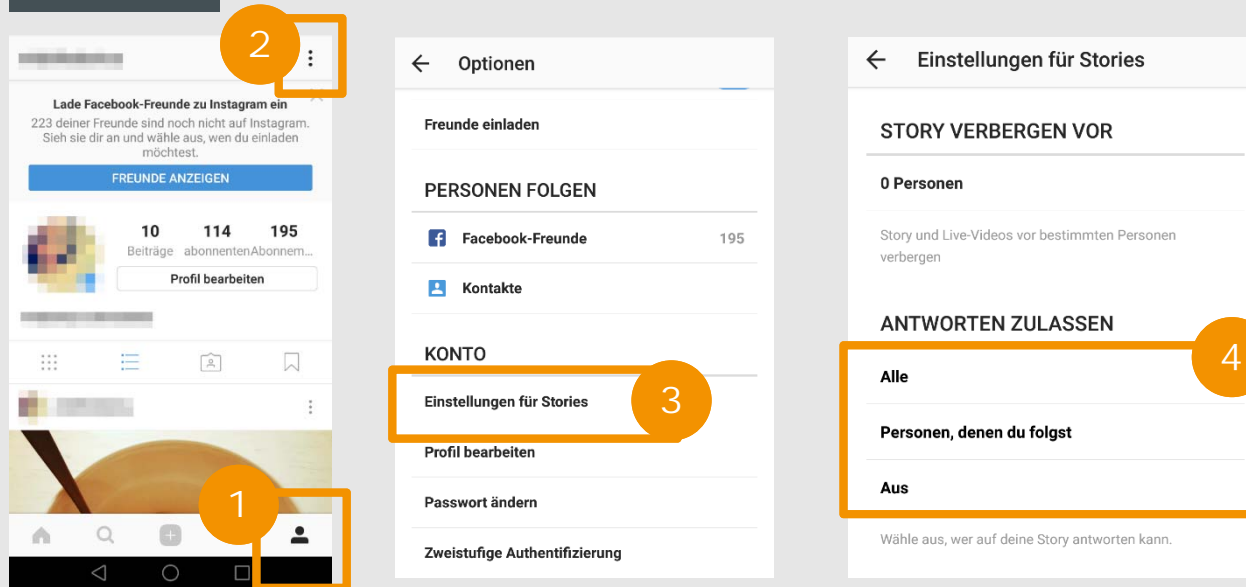 2
Lade Facebook-Freunde zu Instagram ein
223 deiner Freunde sind noch nicht auf Instagram.
Sieh sie dir an und wähle aus, wen du einladen
möchtest.
FREUNDE ANZEIGEN
10 114 195
Beiträge abonnenten Abonnem...
Profil bearbeiten
1
Optionen
Freunde einladen
PERSONEN FOLGEN
Facebook-Freunde 195
Kontakte
KONTO
Einstellungen für Stories
3
Profil bearbeiten
Passwort ändern
Zweistufige Authentifizierung
Einstellungen für Stories
STORY VERBERGEN VOR
0 Personen
Story und Live-Videos vor bestimmten Personen
verbergen
ANTWORTEN ZULASSEN
4
Alle
Personen, denen du folgst
Aus
Wähle aus, wer auf deine Story antworten kann.